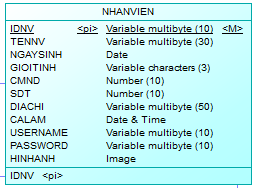 NHANVIEN
IDNV <pi> Variable multibyte (10) <M>
TENNV Variable multibyte (30)
NGAYSINH Date
GIOITINH Variable characters (3)
CMND Number (10)
SDT Number (10)
DIACHI Variable multibyte (50)
CALAM Date & Time
USERNAME Variable multibyte (10)
PASSWORD Variable multibyte (10)
HINHANH Image
IDNV <pi>